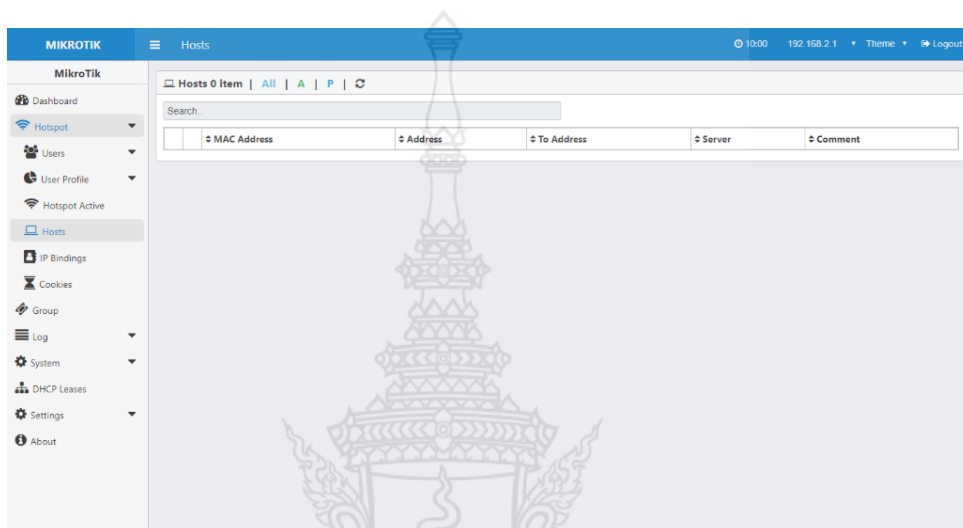 MIKROTIK Hosts 10:00 192.168.2.1 Theme Logout
MikroTik
Hosts 0 item | All | A | P |
Dashboard
Search..
Hotspot
MAC Address Address To Address Server Comment
Users
User Profile
Hotspot Active
Hosts
IP Bindings
Cookies
Group
Log
System
DHCP Leases
Settings
About